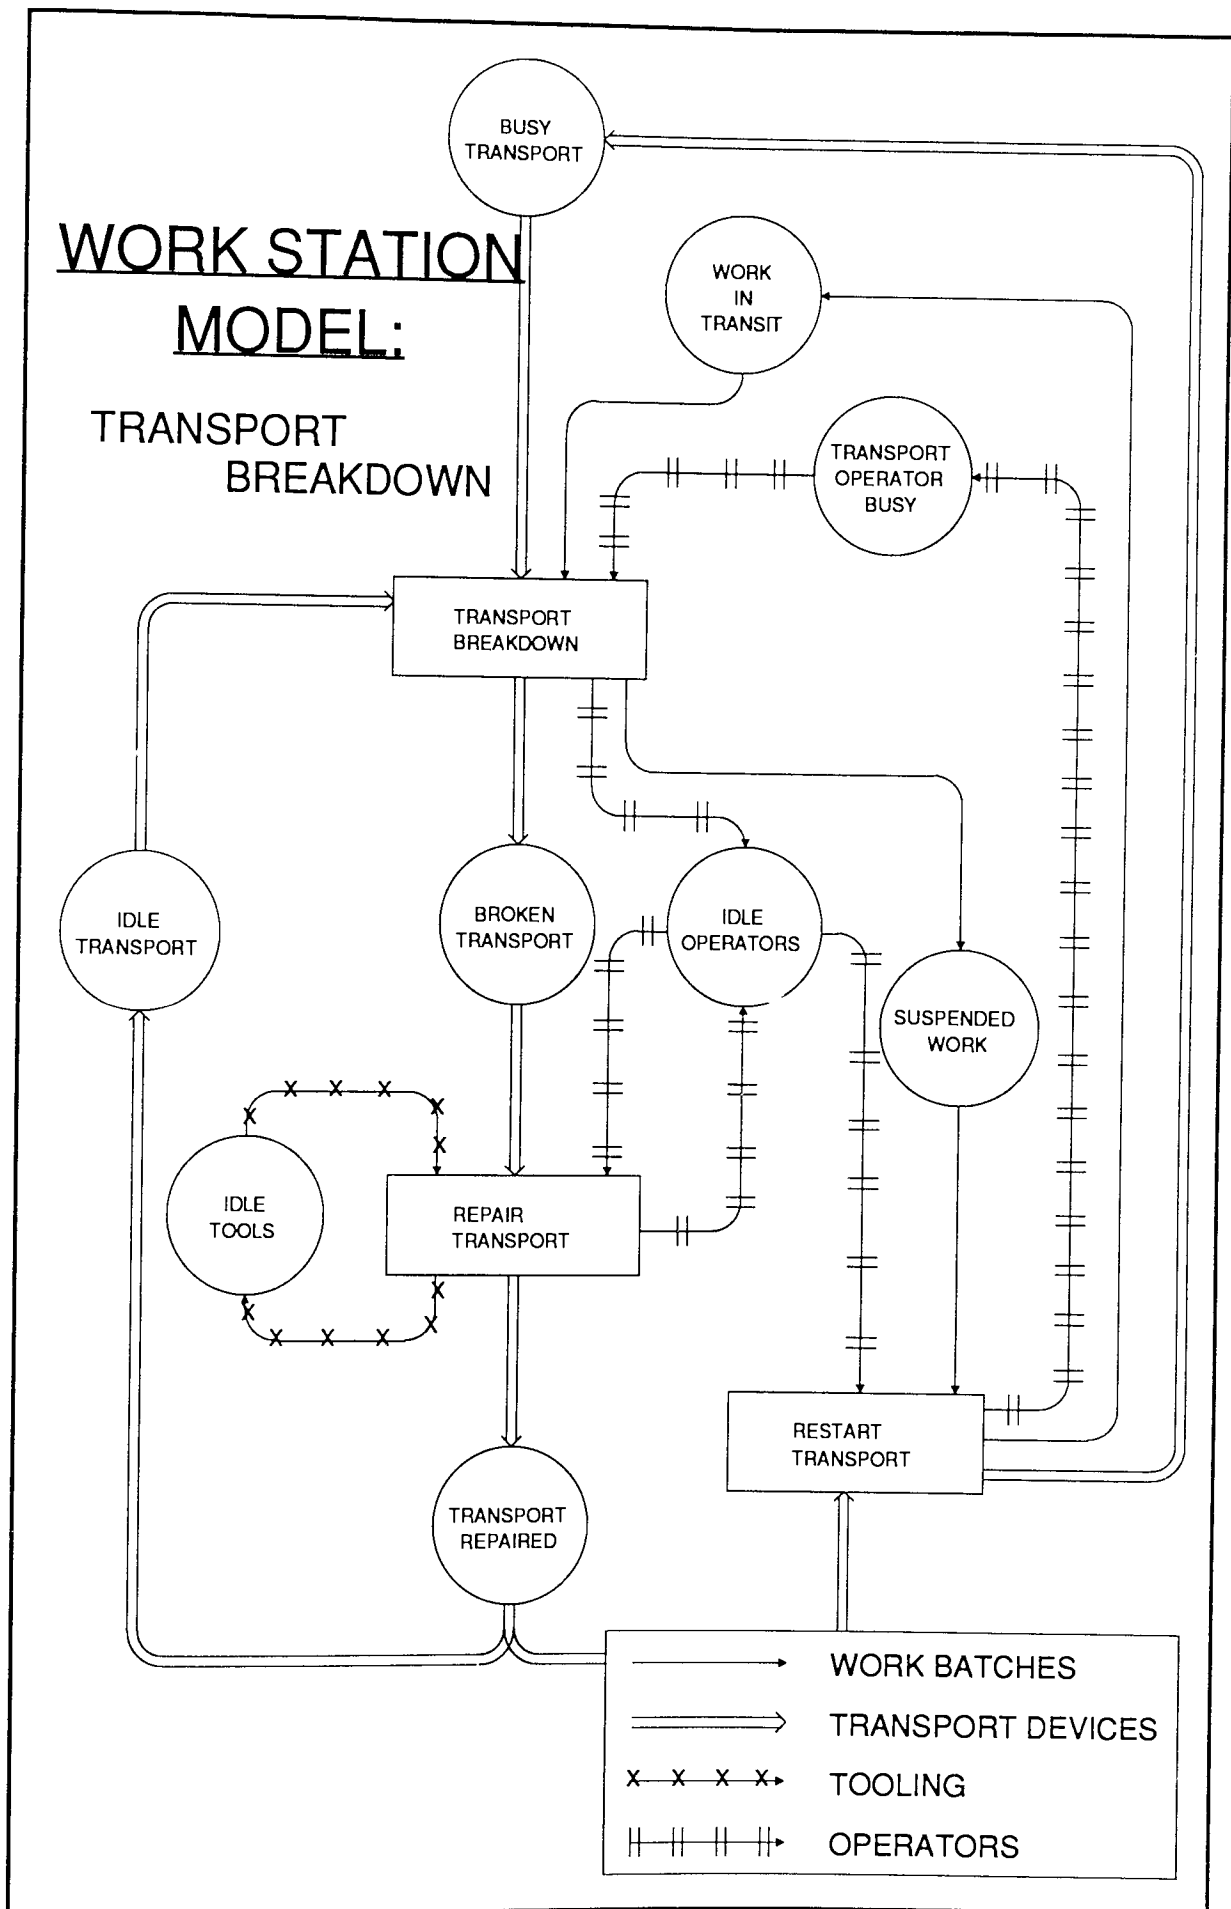 BUSY
TRANSPORT
WORK STATION
MODEL:
TRANSPORT
BREAKDOWN
WORK
IN
TRANSIT
TRANSPORT
OPERATOR
BUSY
TRANSPORT
BREAKDOWN
IDLE
TRANSPORT
BROKEN
TRANSPORT
IDLE
OPERATORS
SUSPENDED
WORK
IDLE
TOOLS
REPAIR
TRANSPORT
RESTART
TRANSPORT
TRANSPORT
REPAIRED
WORK BATCHES
TRANSPORT DEVICES
TOOLING
OPERATORS